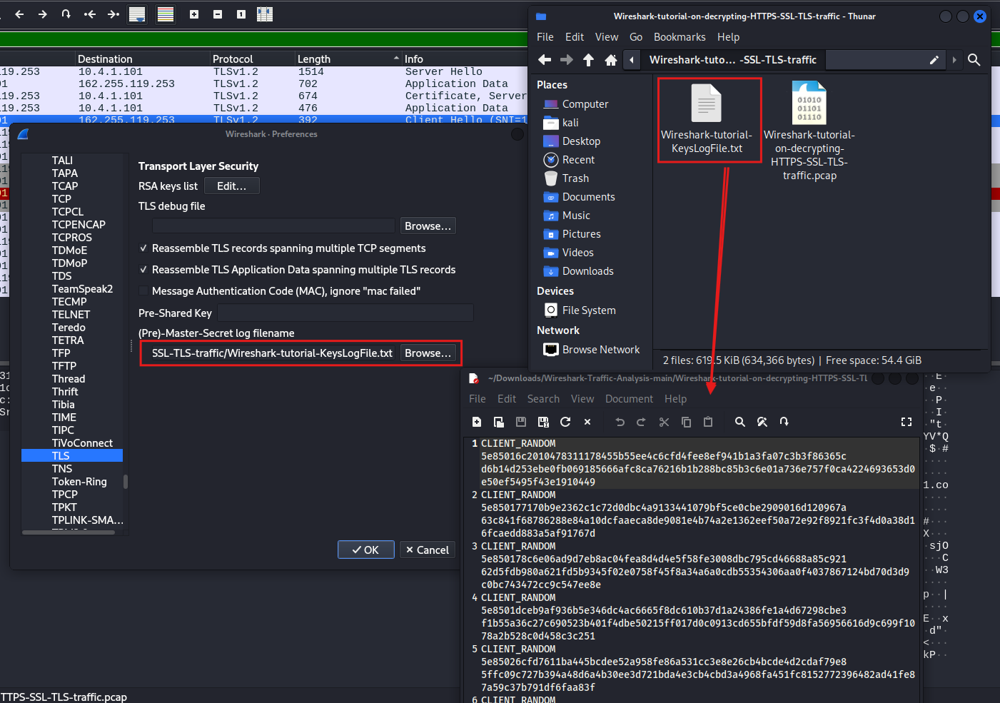 Destination Protocol Length Info
19.253 10.4.1.101 TLSv1.2 1514 Server Hello
01 162.255.119.253 TLSv1.2 702 Application Data
19.253 10.4.1.101 TLSv1.2 674 Certificate, Server
19.253 10.4.1.101 TLSv1.2 476 Application Data
01 162.255.119.253 TLSv1.2 392 Client Hello (SNI=1
Wireshark · Preferences
TALI
TAPA
TCAP
TCP
TCPCL
TCPENCAP
TCPROS
TDMoE
TDMoP
TDS
TeamSpeak2
TECMP
TELNET
Teredo
TETRA
TFP
TFTP
Thread
Thrift
Tibia
TIME
TIPC
TiVoConnect
TLS
TNS
Token-Ring
TPCP
TPKT
TPLINK-SMA...
Transport Layer Security
RSA keys list Edit...
TLS debug file
Browse...
Reassemble TLS records spanning multiple TCP segments
Reassemble TLS Application Data spanning multiple TLS records
Message Authentication Code (MAC), ignore "mac failed"
Pre-Shared Key
(Pre)-Master-Secret log filename
SSL-TLS-traffic/Wireshark-tutorial-KeysLogFile.txt Browse...
OK Cancel
TTPS-SSL-TLS-traffic.pcap
Wireshark-tutorial-on-decrypting-HTTPS-SSL-TLS-traffic - Thunar
File Edit View Go Bookmarks Help
Wireshark-tuto... -SSL-TLS-traffic
Places
Computer
kali
Desktop
Recent
Trash
Documents
Music
Pictures
Videos
Downloads
Devices
File System
Network
Browse Network
Wireshark-tutorial-
KeysLogFile.txt
01010
01101
01110
Wireshark-tutorial-
on-decrypting-
HTTPS-SSL-TLS-
traffic.pcap
2 files: 619.5 KiB (634,366 bytes) | Free space: 54.4 GiB
~/Downloads/Wireshark-Traffic-Analysis-main/Wireshark-tutorial-on-decrypting-HTTPS-SSL-TL
File Edit Search View Document Help
1 CLIENT_RANDOM
5e85016c2010478311178455b55ee4c6cfd4fee8ef941b1a3fa07c3b3f86365c
d6b14d253ebe0fb069185666afc8ca76216b1b288bc85b3c6e01a736e757f0ca4224693653d0
e50ef5495f43e1910449
2 CLIENT_RANDOM
5e850177170b9e2362c1c72d0dbc4a9133441079bf5ce0cbe2909016d120967a
63c841f68786288e84a10dcfaaeca8de9081e4b74a2e1362eef50a72e92f8921fc3f4d0a38d1
6fcaedd883a5af91767d
3 CLIENT_RANDOM
5e850178c6e06ad9d7eb8ac04fea8d4d4e5f58fe3008dbc795cd46688a85c921
62d5fdb980a621fd5b9345f02e0758f45f8a34a6a0cdb55354306aa0f4037867124bd70d3d9
c0bc743472cc9c547ee8e
4 CLIENT_RANDOM
5e8501dceb9af936b5e346dc4ac6665f8dc610b37d1a24386fe1a4d67298cbe3
f1b55a36c27c690523b401f4dbe50215ff017d0c0913cd655bfdf59d8fa56956616d9c699f10
78a2b528c0d458c3c251
5 CLIENT_RANDOM
5e85026cfd7611ba445bcdee52a958fe86a531cc3e8e26cb4bcde4d2cdaf79e8
5ffc09c727b394a48d6a4b30ee3d721bda4e3cb4cbd3a4968fa451fc8152772396482ad41fe8
7a59c37b791df6faa83f
6 CLIENT_RANDOM